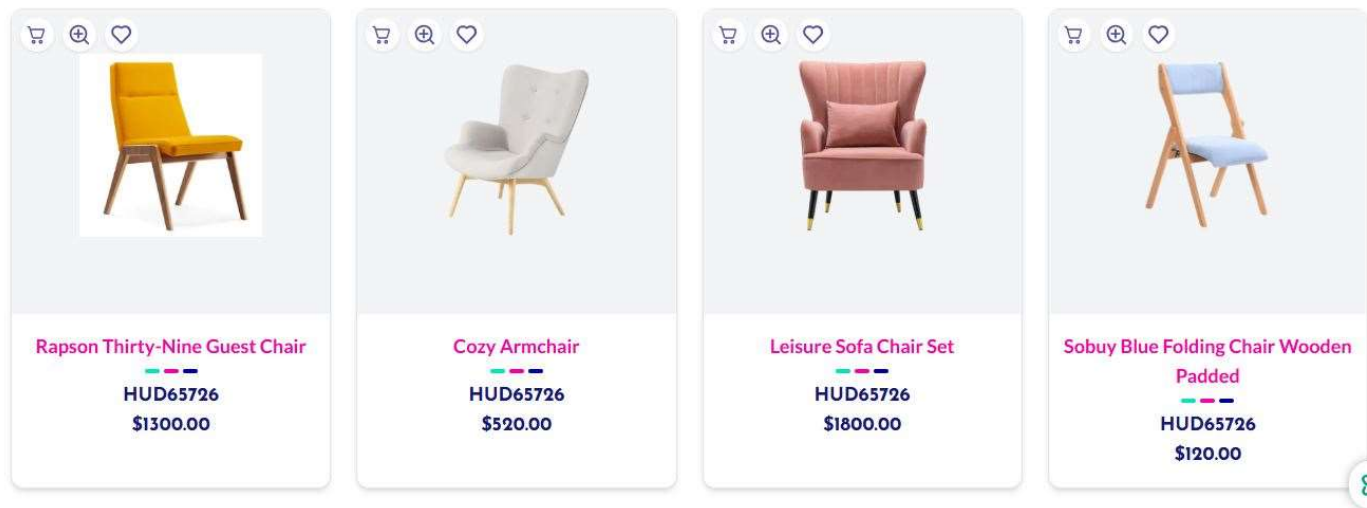 Rapson Thirty-Nine Guest Chair
HUD65726
$1300.00
Cozy Armchair
HUD65726
$520.00
Leisure Sofa Chair Set
HUD65726
$1800.00
Sobuy Blue Folding Chair Wooden
Padded
HUD65726
$120.00